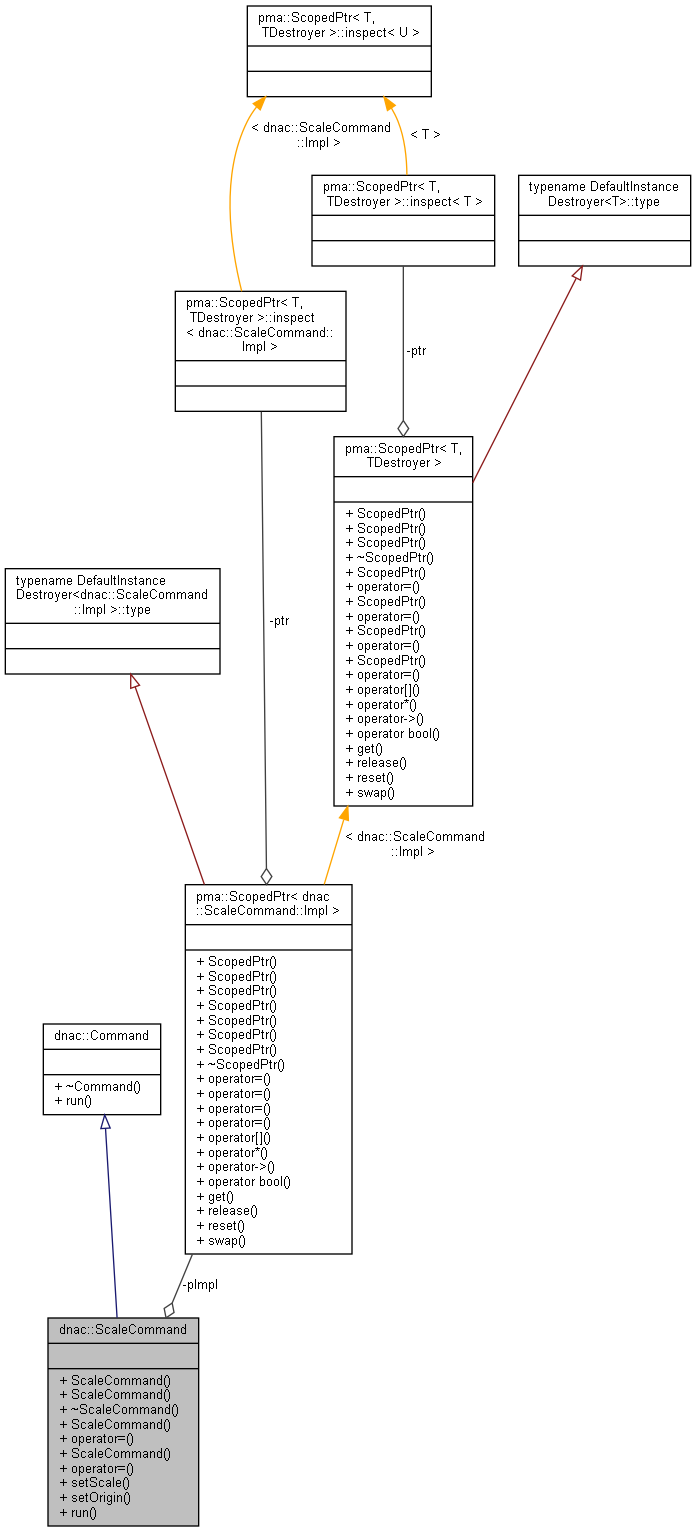 pma::ScopedPtr< T,
TDestroyer >::inspect< U >
< dnac::ScaleCommand
::Impl >
< T >
pma::ScopedPtr< T,
TDestroyer >::inspect< T >
typename DefaultInstance
Destroyer<T>::type
pma::ScopedPtr< T,
TDestroyer >::inspect
< dnac::ScaleCommand::
Impl >
-ptr
pma::ScopedPtr< T,
TDestroyer >
+ ScopedPtr()
+ ScopedPtr()
+ ScopedPtr()
+ ~ScopedPtr()
+ ScopedPtr()
+ operator=()
+ ScopedPtr()
+ operator=()
+ ScopedPtr()
+ operator=()
+ ScopedPtr()
+ operator=()
+ operator[]()
+ operator*()
+ operator->()
+ operator bool()
+ get()
+ release()
+ reset()
+ swap()
typename DefaultInstance
Destroyer<dnac::ScaleCommand
::Impl >::type
-ptr
< dnac::ScaleCommand
::Impl >
pma::ScopedPtr< dnac
::ScaleCommand::Impl >
+ ScopedPtr()
+ ScopedPtr()
+ ScopedPtr()
+ ScopedPtr()
+ ScopedPtr()
+ ScopedPtr()
+ ScopedPtr()
+ ~ScopedPtr()
+ operator=()
+ operator=()
+ operator=()
+ operator=()
+ operator[]()
+ operator*()
+ operator->()
+ operator bool()
+ get()
+ release()
+ reset()
+ swap()
dnac::Command
+ ~Command()
+ run()
-pImpl
dnac::ScaleCommand
+ ScaleCommand()
+ ScaleCommand()
+ ~ScaleCommand()
+ ScaleCommand()
+ operator=()
+ ScaleCommand()
+ operator=()
+ setScale()
+ setOrigin()
+ run()